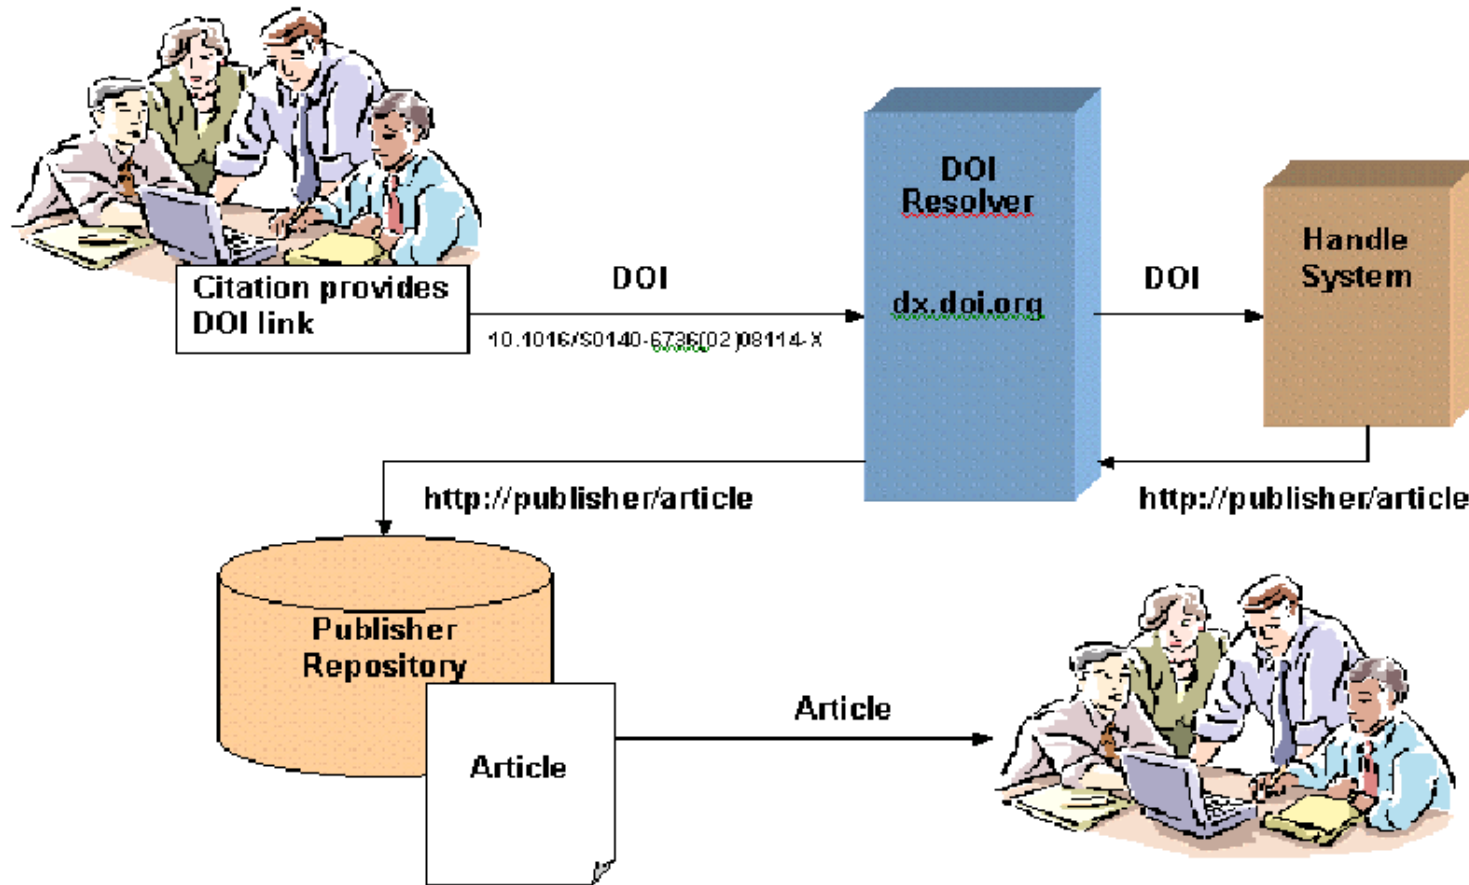 Citation provides
DOI link
DOI
10.1016/S0140-6736(02)08114-X
DOI
Resolver
dx.doi.org
DOI
Handle
System
http://publisher/article
http://publisher/article
Publisher
Repository
Article
Article